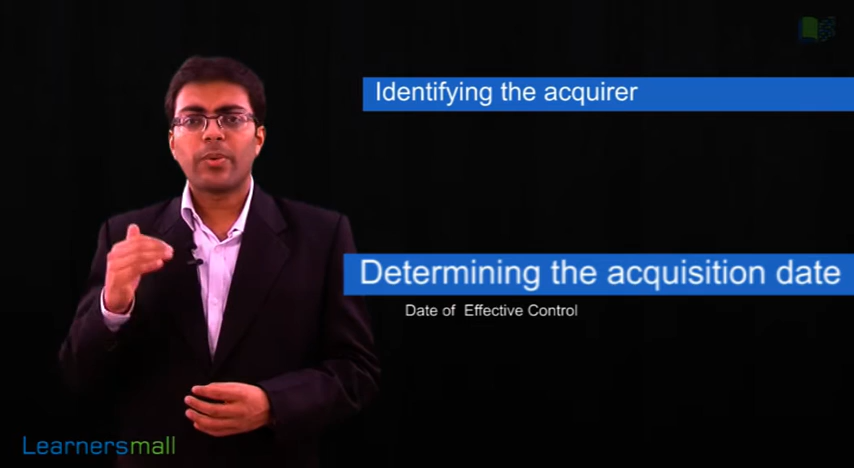 Identifying the acquirer
Determining the acquisition date
Date of Effective Control
Learnersmall